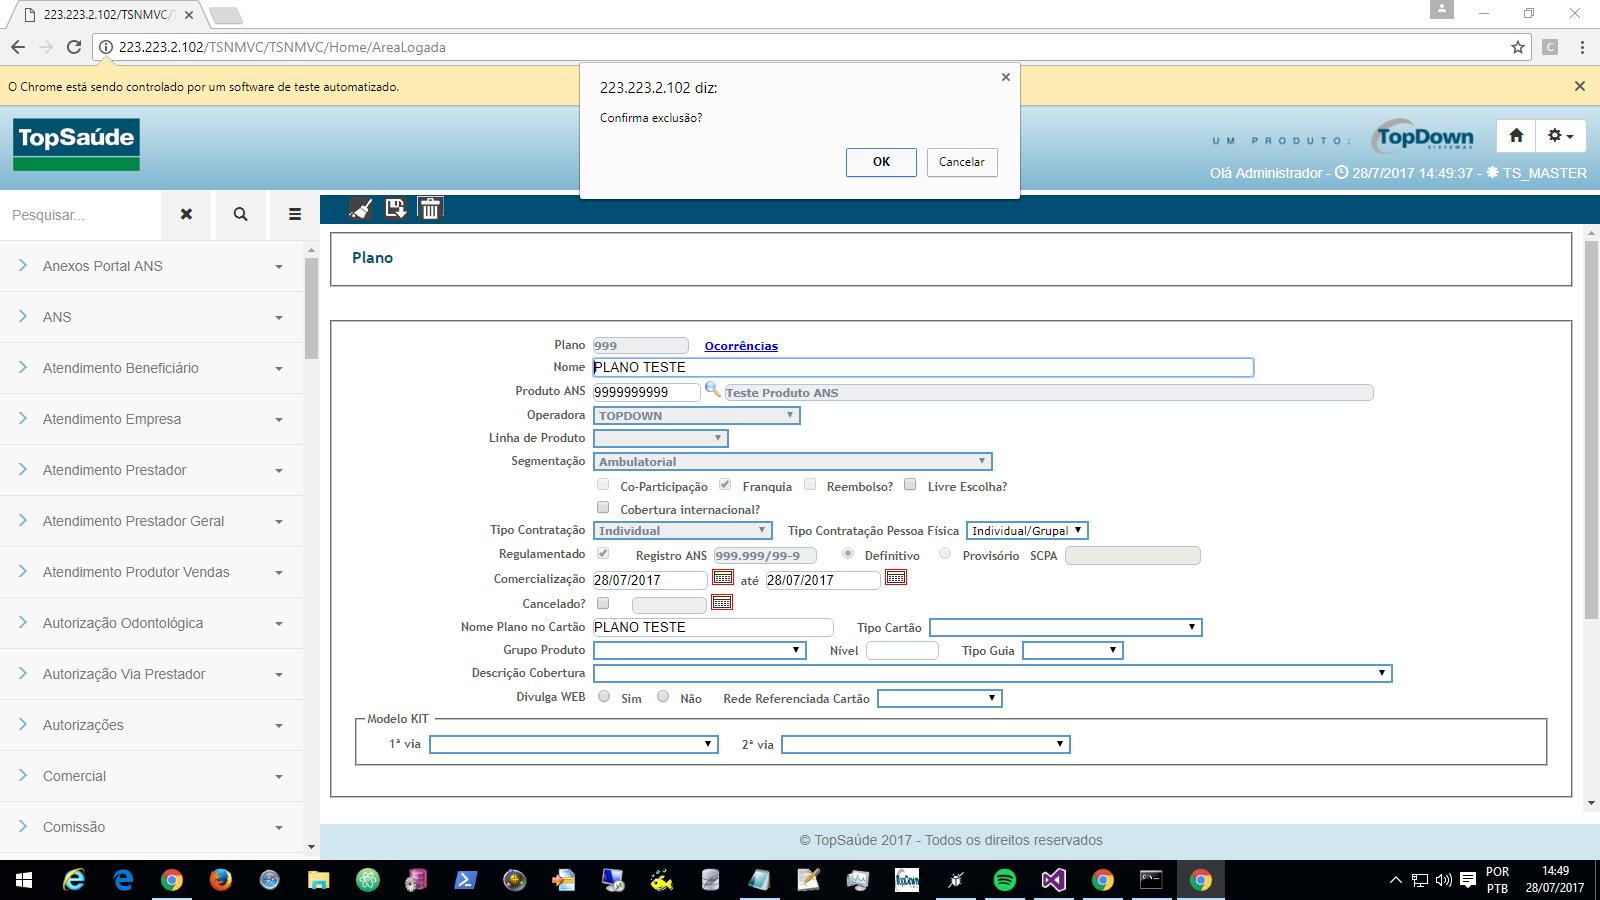 223.223.2.102/TSNMVC/T
223.223.2.102/TSNMVC/TSNMVC/Home/AreaLogada
C
O Chrome está sendo controlado por um software de teste automatizado.
223.223.2.102 diz:
Confirma exclusão?
OK
Cancelar
TopSaúde
UM PRODUTO:
TopDown
SISTEMAS
Olá Administrador - 28/7/2017 14:49:37 - TS_MASTER
Pesquisar...
Anexos Portal ANS
ANS
Atendimento Beneficiário
Atendimento Empresa
Atendimento Prestador
Atendimento Prestador Geral
Atendimento Produtor Vendas
Autorização Odontológica
Autorização Via Prestador
Autorizações
Comercial
Comissão
Plano
Plano 999 Ocorrências
Nome PLANO TESTE
Produto ANS 9999999999 Teste Produto ANS
Operadora TOPDOWN
Linha de Produto
Segmentação Ambulatorial
Co-Participação Franquia Reembolso? Livre Escolha?
Cobertura internacional?
Tipo Contratação Individual Tipo Contratação Pessoa Física Individual/Grupal
Regulamentado Registro ANS 999.999/99-9 Definitivo Provisório SCPA
Comercialização 28/07/2017 até 28/07/2017
Cancelado?
Nome Plano no Cartão PLANO TESTE Tipo Cartão
Grupo Produto Nível Tipo Guia
Descrição Cobertura
Divulga WEB Sim Não Rede Referenciada Cartão
Modelo KIT
1ª via 2ª via
© TopSaúde 2017 - Todos os direitos reservados
TopDown
POR
PTB
14:49
28/07/2017